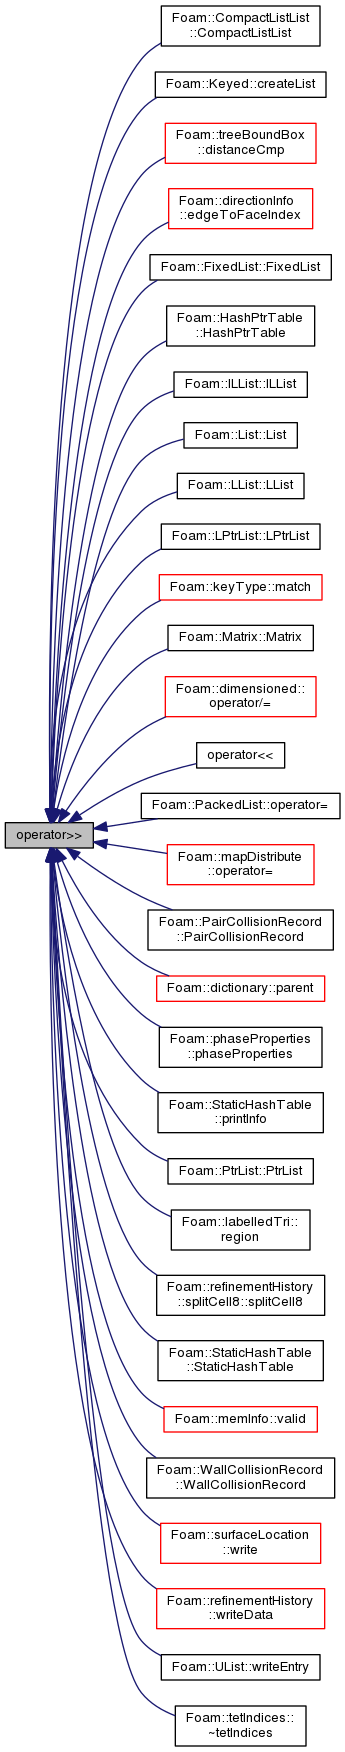 Foam::CompactListList
::CompactListList
Foam::Keyed::createList
Foam::treeBoundBox
::distanceCmp
Foam::directionInfo
::edgeToFaceIndex
Foam::FixedList::FixedList
Foam::HashPtrTable
::HashPtrTable
Foam::ILList::ILList
Foam::List::List
Foam::LList::LList
Foam::LPtrList::LPtrList
Foam::keyType::match
Foam::Matrix::Matrix
Foam::dimensioned::
operator/=
operator<<
Foam::PackedList::operator=
operator>>
Foam::mapDistribute
::operator=
Foam::PairCollisionRecord
::PairCollisionRecord
Foam::dictionary::parent
Foam::phaseProperties
::phaseProperties
Foam::StaticHashTable
::printInfo
Foam::PtrList::PtrList
Foam::labelledTri::
region
Foam::refinementHistory
::splitCell8::splitCell8
Foam::StaticHashTable
::StaticHashTable
Foam::memInfo::valid
Foam::WallCollisionRecord
::WallCollisionRecord
Foam::surfaceLocation
::write
Foam::refinementHistory
::writeData
Foam::UList::writeEntry
Foam::tetIndices::
~tetIndices